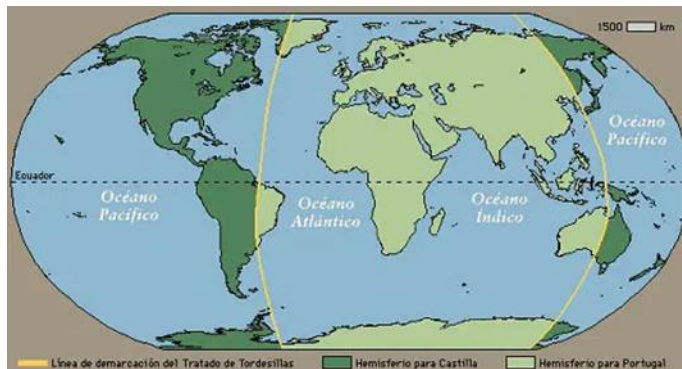 1500 km
Océano
Pacífico
Ecuador
Océano
Pacífico
Océano
Atlántico
Océano
Índico
Línea de demarcación del Tratado de Tordesillas
Hemisferio para Castilla
Hemisferio para Portugal